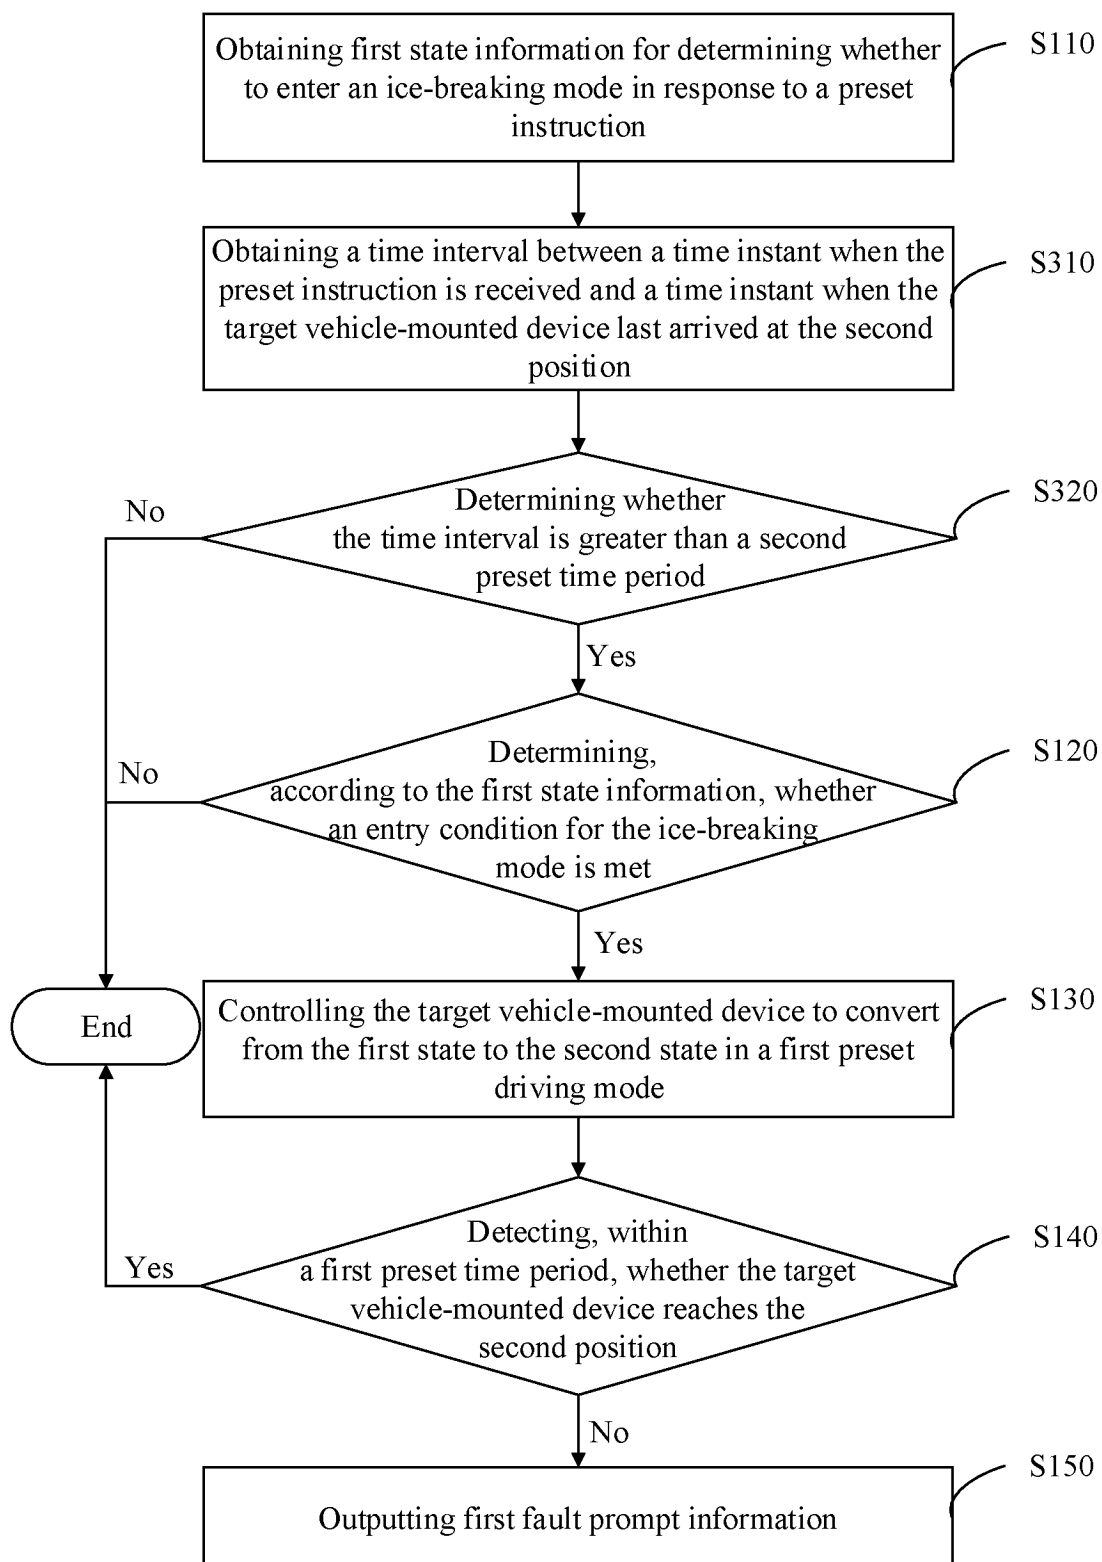 Obtaining first state information for determining whether
to enter an ice-breaking mode in response to a preset
instruction
S110
Obtaining a time interval between a time instant when the
preset instruction is received and a time instant when the
target vehicle-mounted device last arrived at the second
position
S310
Determining whether
the time interval is greater than a second
preset time period
S320
No
Yes
Determining,
according to the first state information, whether
an entry condition for the ice-breaking
mode is met
S120
No
Yes
End
Controlling the target vehicle-mounted device to convert
from the first state to the second state in a first preset
driving mode
S130
Detecting, within
a first preset time period, whether the target
vehicle-mounted device reaches the
second position
S140
Yes
No
Outputting first fault prompt information
S150